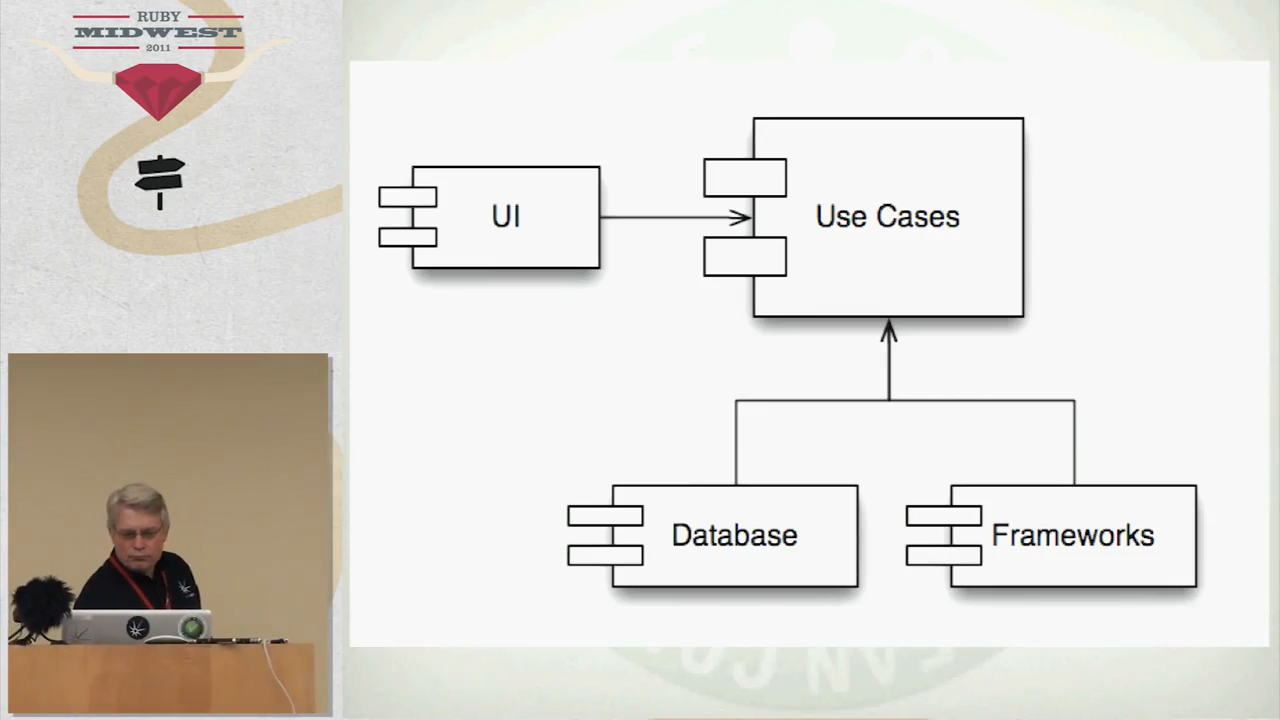 RUBY
MIDWEST
2011
UI
Use Cases
Database
Frameworks